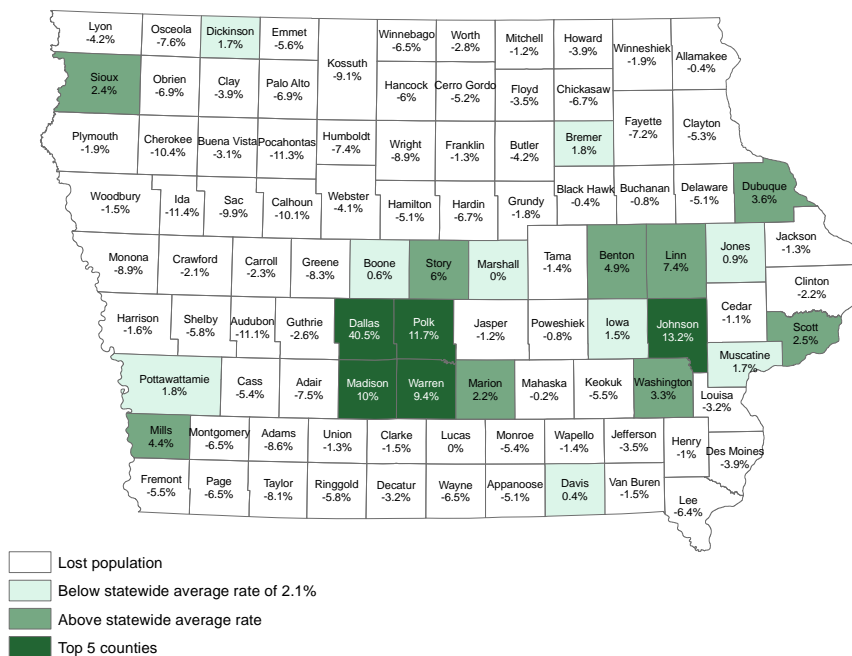 Lyon
-4.2%
Osceola
-7.6%
Dickinson
1.7%
Emmet
-5.6%
Kossuth
-9.1%
Winnebago
-6.5%
Worth
-2.8%
Mitchell
-1.2%
Howard
-3.9%
Winneshiek
-1.9%
Allamakee
-0.4%
Sioux
2.4%
Obrien
-6.9%
Clay
-3.9%
Palo Alto
-6.9%
Hancock
-6%
Cerro Gordo
-5.2%
Floyd
-3.5%
Chickasaw
-6.7%
Fayette
-7.2%
Clayton
-5.3%
Plymouth
-1.9%
Cherokee
-10.4%
Buena Vista
-3.1%
Pocahontas
-11.3%
Humboldt
-7.4%
Wright
-8.9%
Franklin
-1.3%
Butler
-4.2%
Bremer
1.8%
Woodbury
-1.5%
Ida
-11.4%
Sac
-9.9%
Calhoun
-10.1%
Webster
-4.1%
Hamilton
-5.1%
Hardin
-6.7%
Grundy
-1.8%
Black Hawk
-0.4%
Buchanan
-0.8%
Delaware
-5.1%
Dubuque
3.6%
Monona
-8.9%
Crawford
-2.1%
Carroll
-2.3%
Greene
-8.3%
Boone
0.6%
Story
6%
Marshall
0%
Tama
-1.4%
Benton
4.9%
Linn
7.4%
Jones
0.9%
Jackson
-1.3%
Clinton
-2.2%
Harrison
-1.6%
Shelby
-5.8%
Audubon
-11.1%
Guthrie
-2.6%
Dallas
40.5%
Polk
11.7%
Jasper
-1.2%
Poweshiek
-0.8%
Iowa
1.5%
Johnson
13.2%
Cedar
-1.1%
Scott
2.5%
Muscatine
1.7%
Pottawattamie
1.8%
Cass
-5.4%
Adair
-7.5%
Madison
10%
Warren
9.4%
Marion
2.2%
Mahaska
-0.2%
Keokuk
-5.5%
Washington
3.3%
Louisa
-3.2%
Mills
4.4%
Montgomery
-6.5%
Adams
-8.6%
Union
-1.3%
Clarke
-1.5%
Lucas
0%
Monroe
-5.4%
Wapello
-1.4%
Jefferson
-3.5%
Henry
-1%
Des Moines
-3.9%
Fremont
-5.5%
Page
-6.5%
Taylor
-8.1%
Ringgold
-5.8%
Decatur
-3.2%
Wayne
-6.5%
Appanoose
-5.1%
Davis
0.4%
Van Buren
-1.5%
Lee
-6.4%
Lost population
Below statewide average rate of 2.1%
Above statewide average rate
Top 5 counties